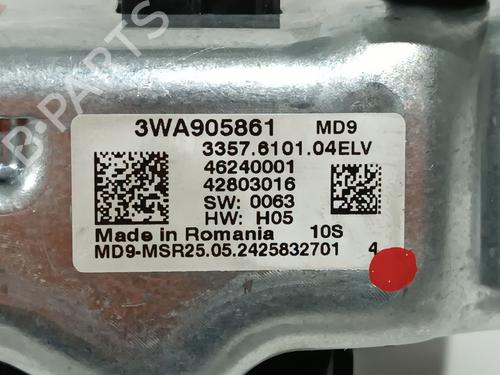 B-PARTS
3WA905861 MD9
3357.6101.04ELV
46240001
42803016
SW: 0063
HW: H05
Made in Romania 10S
MD9-MSR25.05.2425832701 4